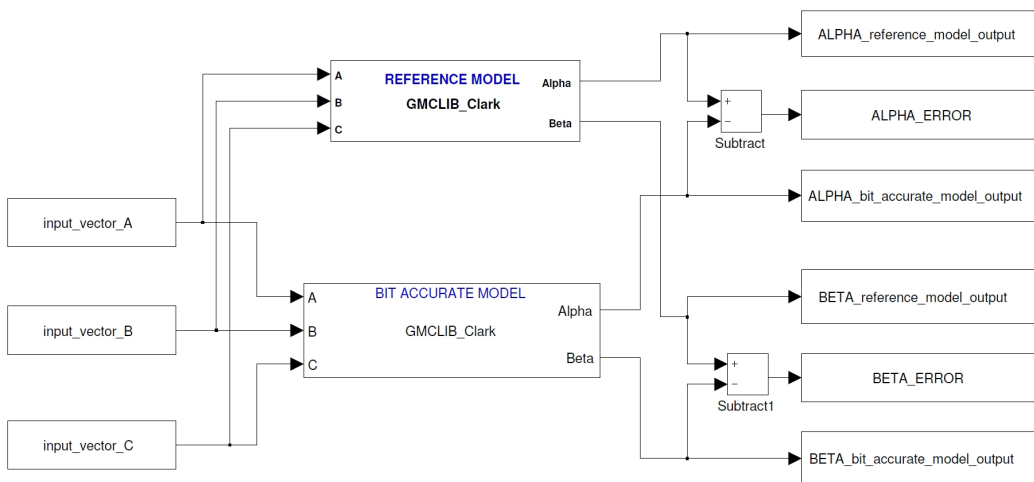 ALPHA_reference_model_output
REFERENCE MODEL
GMCLIB_Clark
A
B
C
Alpha
Beta
+
−
Subtract
ALPHA_ERROR
ALPHA_bit_accurate_model_output
input_vector_A
input_vector_B
input_vector_C
BIT ACCURATE MODEL
GMCLIB_Clark
A
B
C
Alpha
Beta
BETA_reference_model_output
+
−
Subtract1
BETA_ERROR
BETA_bit_accurate_model_output